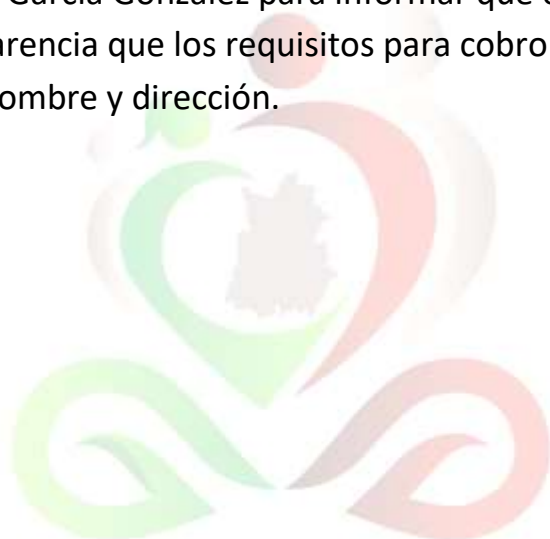 García González para informar que
arencia que los requisitos para cobro
ombre y dirección.